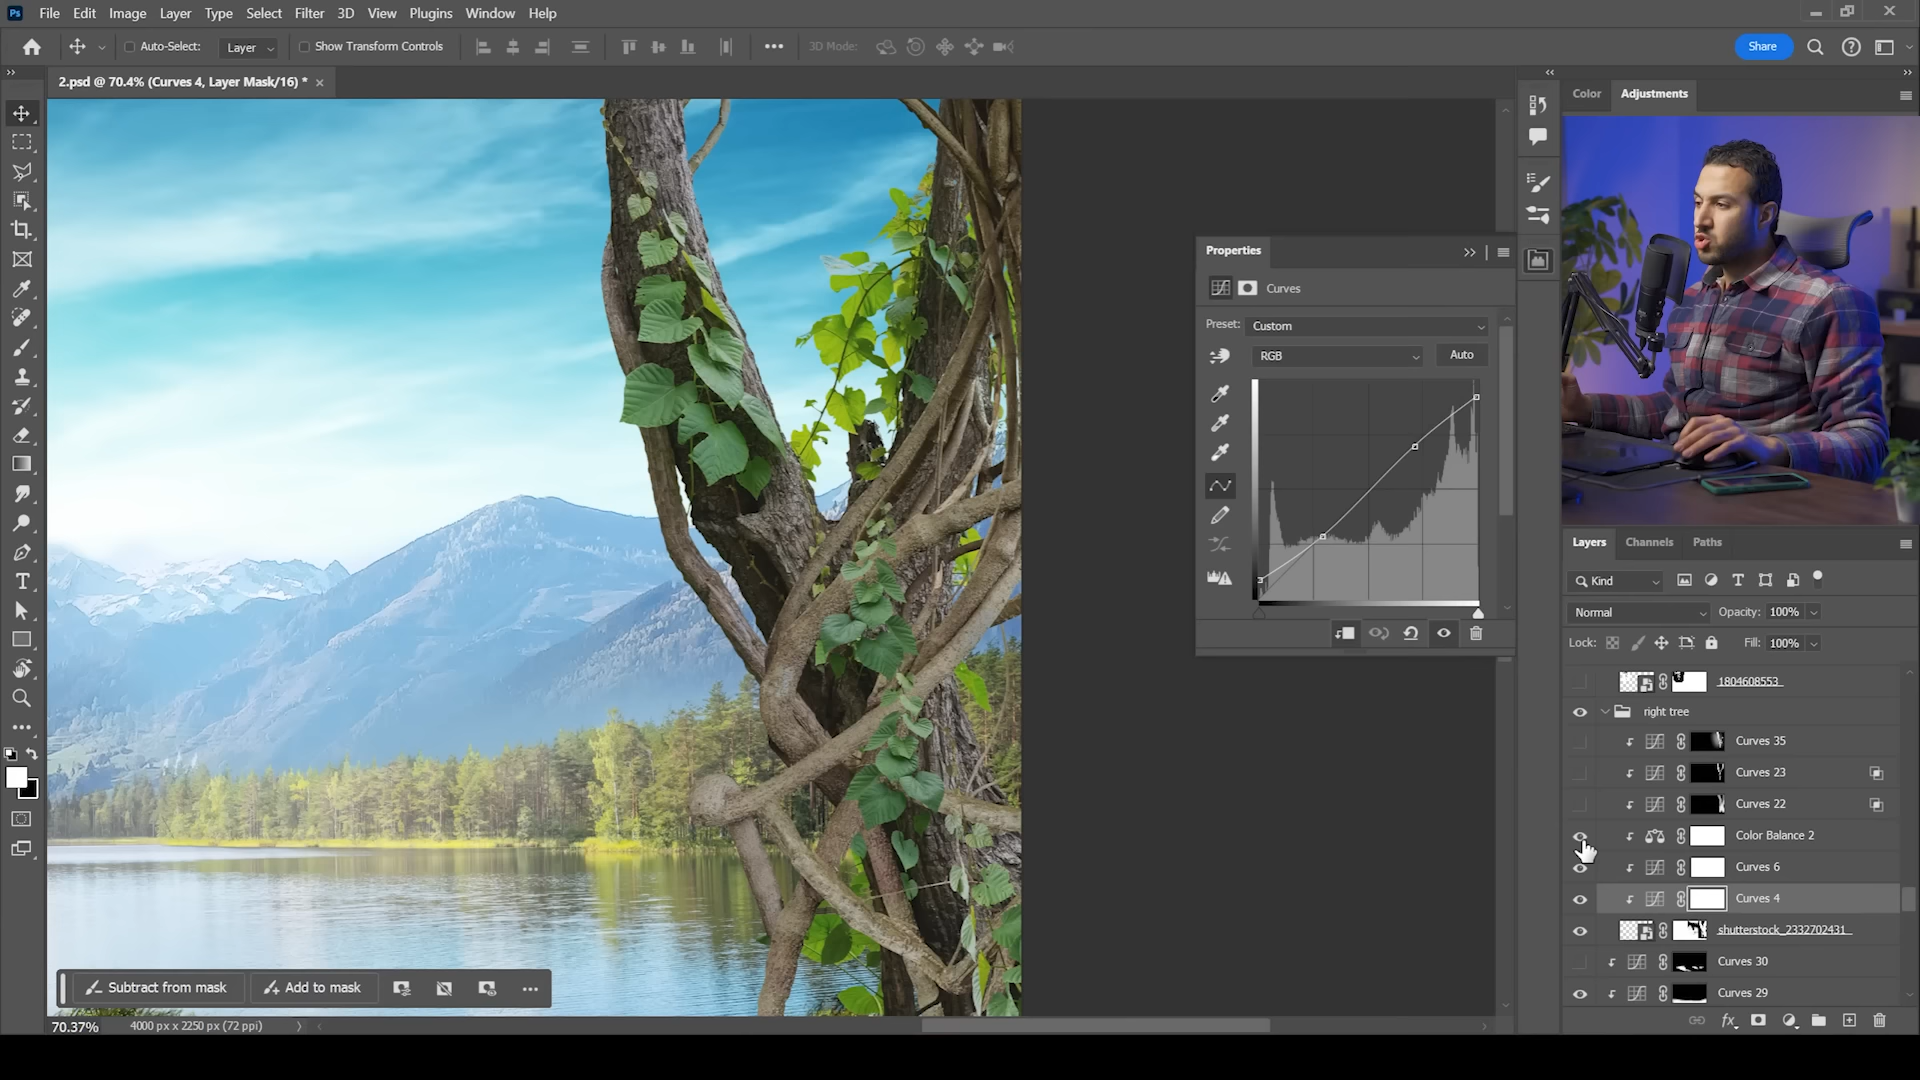 Ps File Edit Image Layer Type Select Filter 3D View Plugins Window Help
Auto-Select: Layer Show Transform Controls 3D Mode: Share
2.psd @ 70.4% (Curves 4, Layer Mask/16) *
Color Adjustments
Properties
Curves
Preset: Custom
RGB Auto
Layers Channels Paths
Kind
Normal Opacity: 100%
Lock: Fill: 100%
1804608553
right tree
Curves 35
Curves 23
Curves 22
Color Balance 2
Curves 6
Curves 4
shutterstock_2332702431
Curves 30
Curves 29
Subtract from mask Add to mask
70.37% 4000 px x 2250 px (72 ppi)
fx